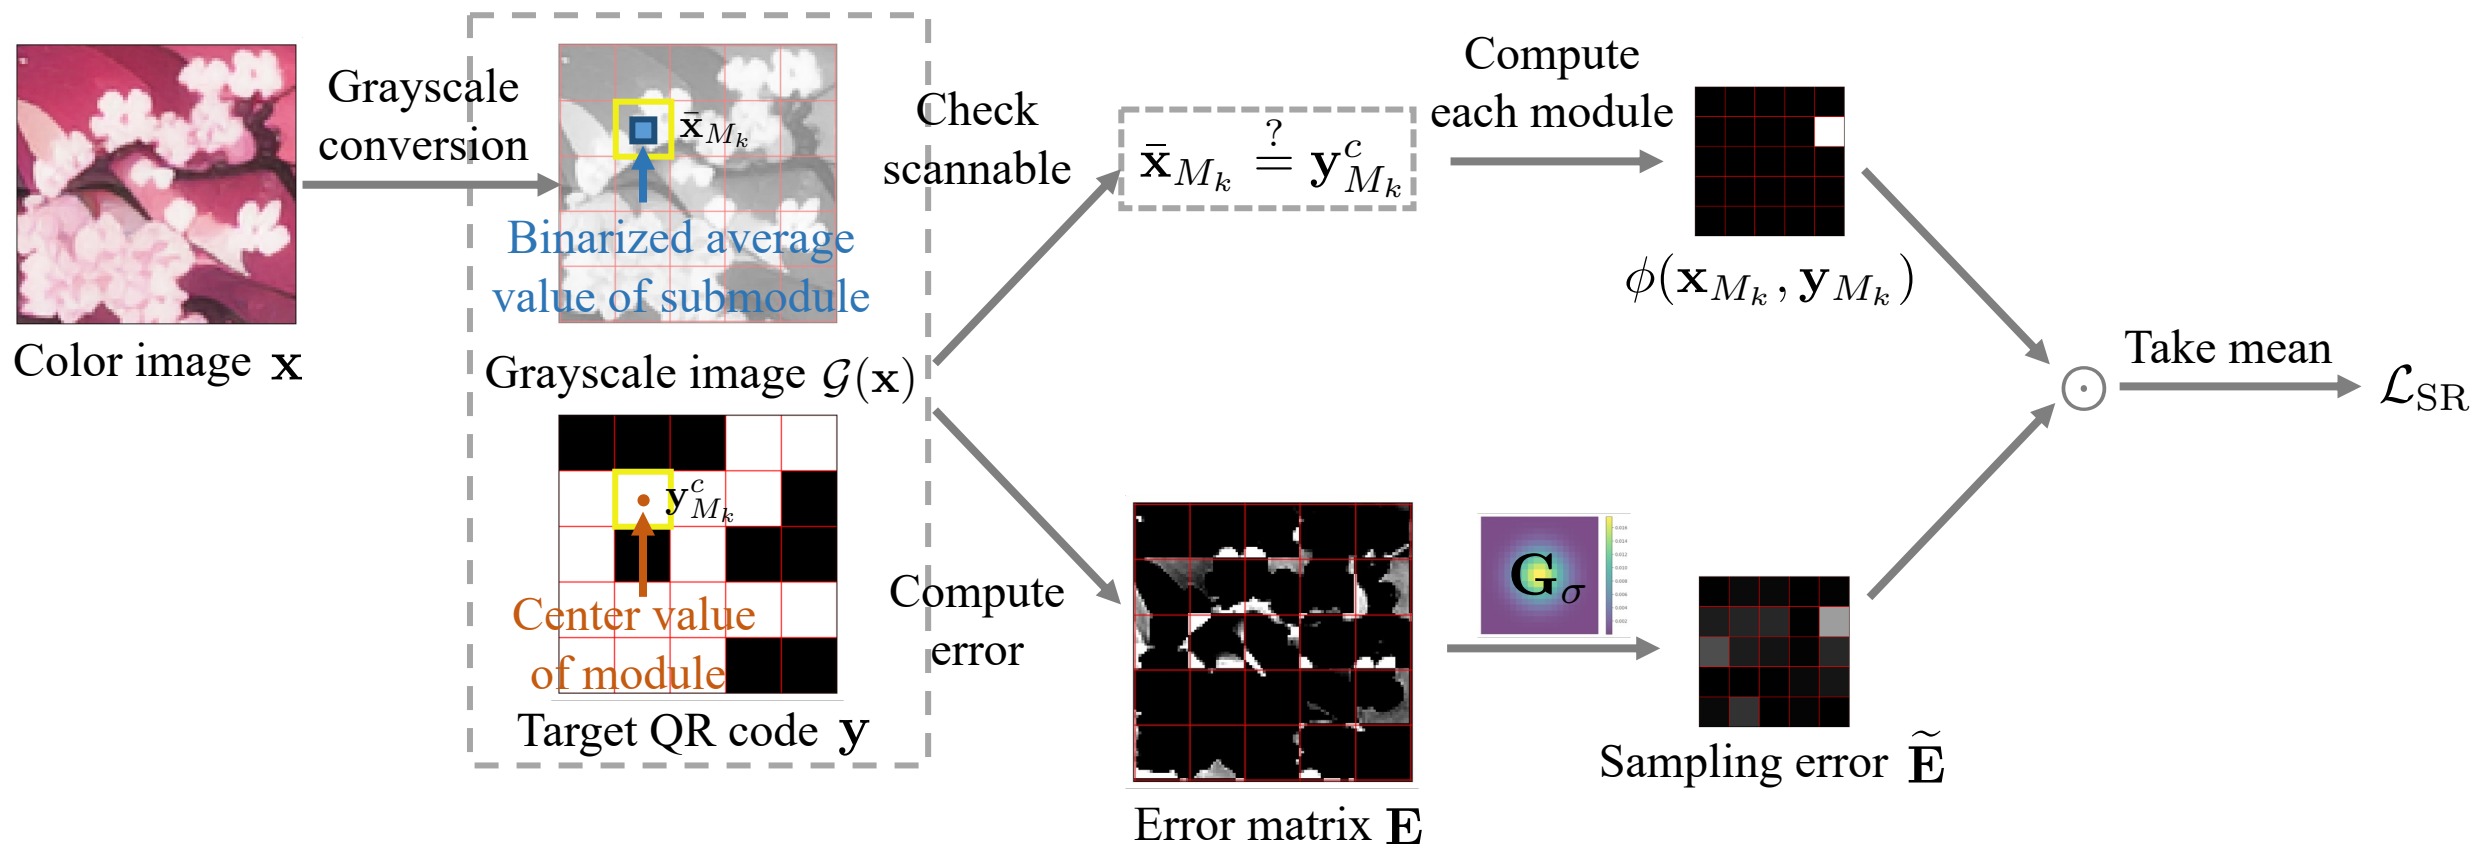 Grayscale
conversion
Color image x
x̄_{M_k}
Binarized average
value of submodule
Grayscale image 𝒢(x)
y^c_{M_k}
Center value
of module
Target QR code y
Check
scannable
x̄_{M_k} =^? y^c_{M_k}
Compute
each module
ϕ(x_{M_k}, y_{M_k})
Compute
error
Error matrix E
G_σ
Sampling error Ẽ
⊙
Take mean
ℒ_{SR}